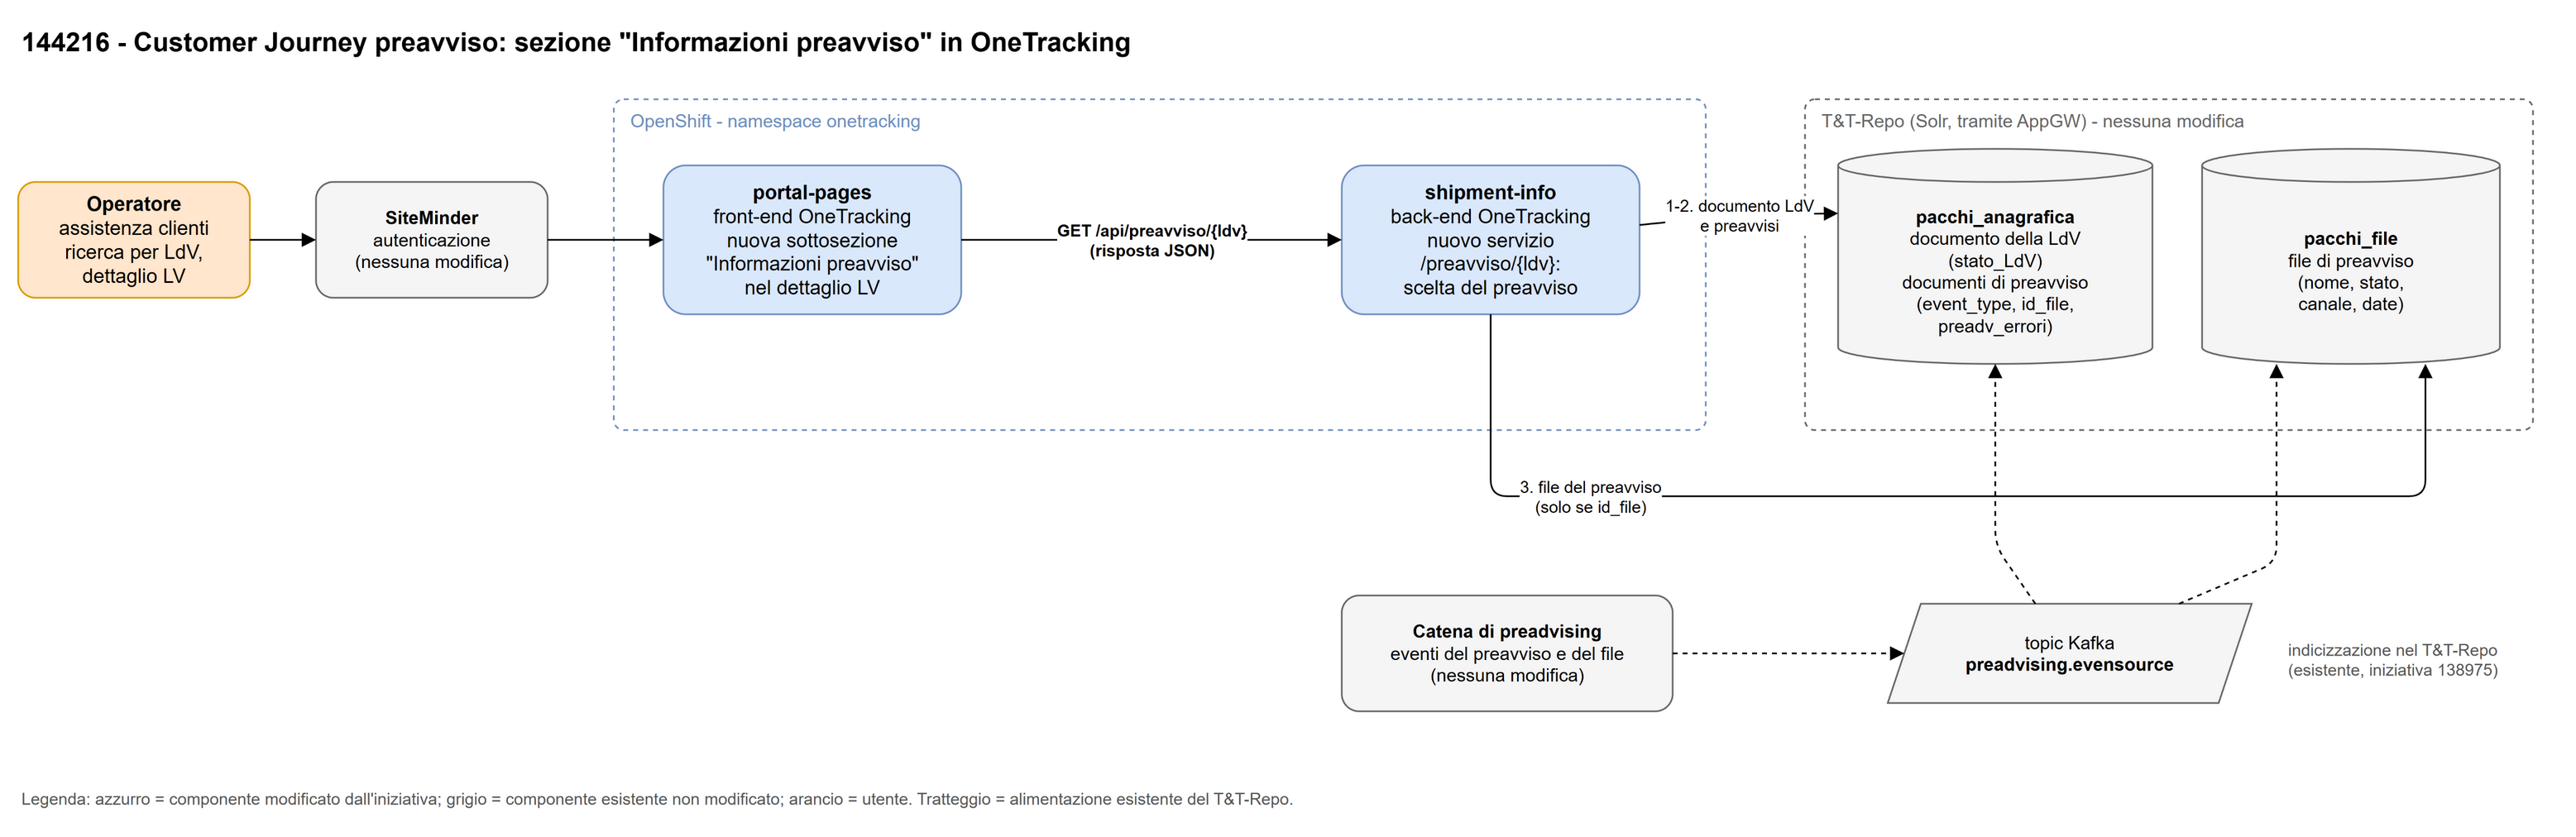 144216 - Customer Journey preavviso: sezione "Informazioni preavviso" in OneTracking
OpenShift - namespace onetracking
T&T-Repo (Solr, tramite AppGW) - nessuna modifica
Operatore
assistenza clienti
ricerca per LdV,
dettaglio LV
SiteMinder
autenticazione
(nessuna modifica)
portal-pages
front-end OneTracking
nuova sottosezione
"Informazioni preavviso"
nel dettaglio LV
GET /api/preavviso/{ldv}
(risposta JSON)
shipment-info
back-end OneTracking
nuovo servizio
/preavviso/{ldv}:
scelta del preavviso
1-2. documento LdV
e preavvisi
pacchi_anagrafica
documento della LdV
(stato_LdV)
documenti di preavviso
(event_type, id_file,
preadv_errori)
pacchi_file
file di preavviso
(nome, stato,
canale, date)
3. file del preavviso
(solo se id_file)
Catena di preadvising
eventi del preavviso e del file
(nessuna modifica)
topic Kafka
preadvising.evensource
indicizzazione nel T&T-Repo
(esistente, iniziativa 138975)
Legenda: azzurro = componente modificato dall'iniziativa; grigio = componente esistente non modificato; arancio = utente. Tratteggio = alimentazione esistente del T&T-Repo.